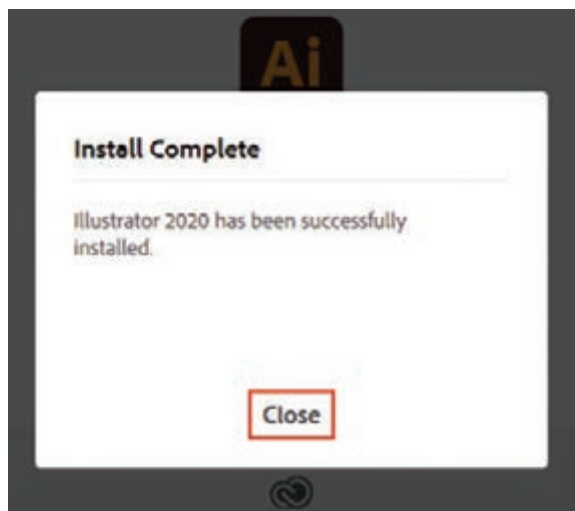 Ai
Install Complete
Illustrator 2020 has been successfully
installed.
Close